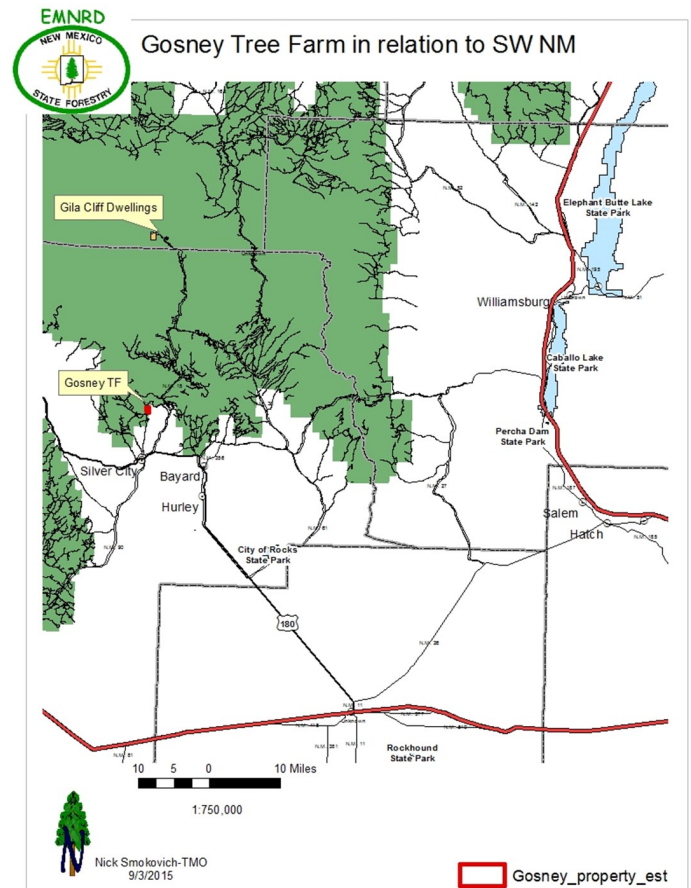 EMNRD
NEW MEXICO
STATE FORESTRY
Gosney Tree Farm in relation to SW NM
Gila Cliff Dwellings
Elephant Butte Lake
State Park
Williamsburg
Caballo Lake
State Park
Gosney TF
Percha Dam
State Park
Silver City
Bayard
Hurley
Salem
Hatch
City of Rocks
State Park
180
N.M. 11
Unknown
N.M. 11
Rockhound
State Park
10 5 0 10 Miles
1:750,000
N
Nick Smokovich-TMO
9/3/2015
Gosney_property_est